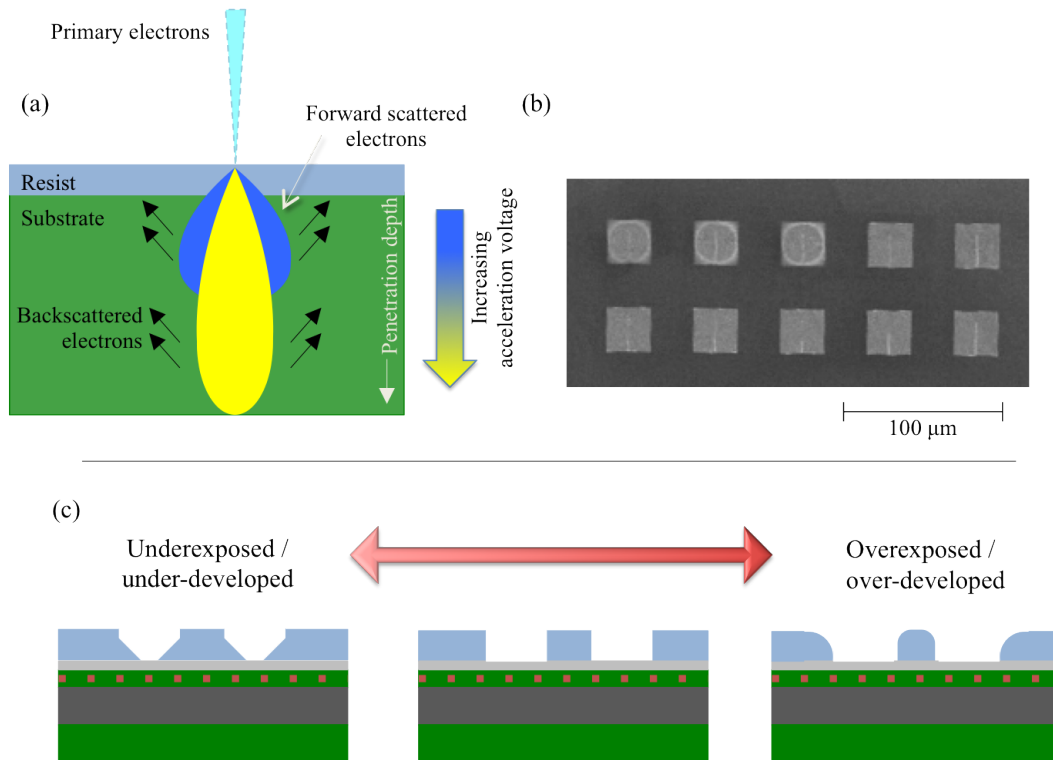 Primary electrons
(a)
Forward scattered
electrons
Resist
Substrate
Backscattered
electrons
Penetration depth
Increasing
acceleration voltage
(b)
100 μm
(c)
Underexposed /
under-developed
Overexposed /
over-developed